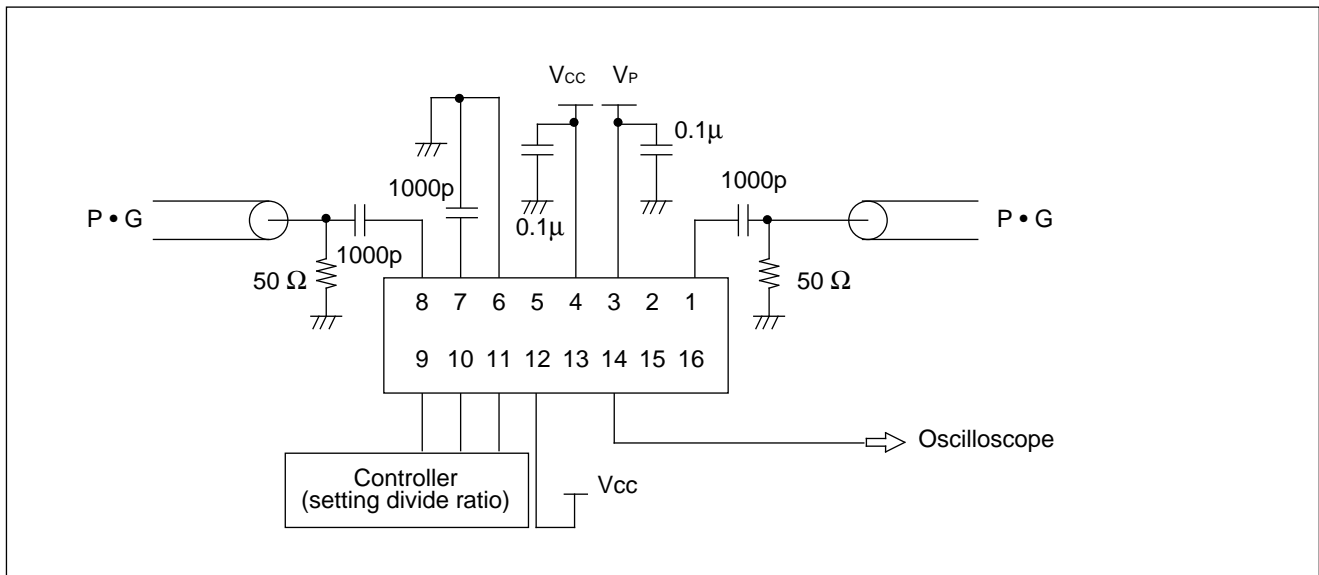 VCC VP
0.1μ
1000p
1000p
0.1μ
P • G
P • G
1000p
50 Ω
50 Ω
8 7 6 5 4 3 2 1
9 10 11 12 13 14 15 16
Oscilloscope
Controller
(setting divide ratio)
Vcc